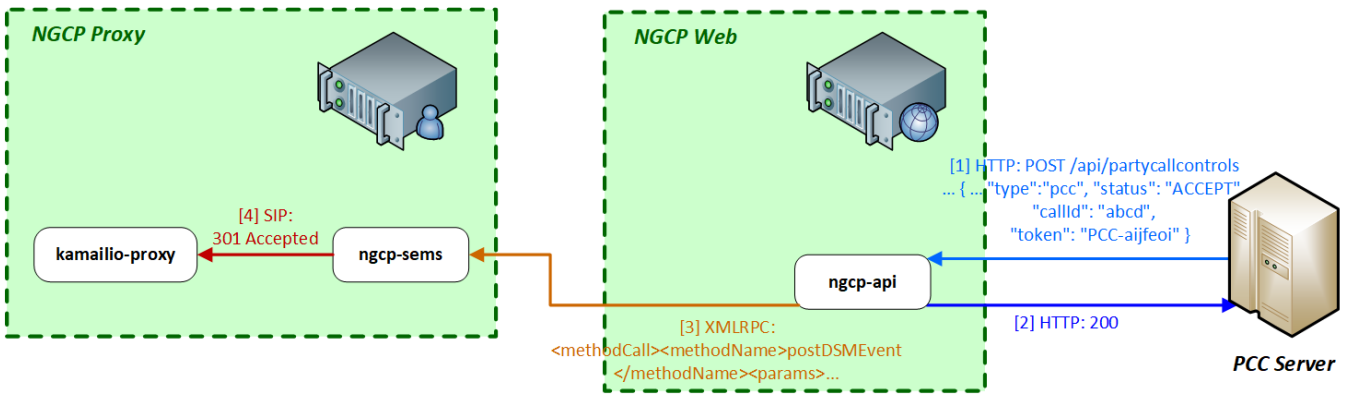 NGCP Proxy
NGCP Web
[1] HTTP: POST /api/partycallcontrols
... { ... "type":"pcc", "status": "ACCEPT"
"callId": "abcd",
"token": "PCC-aijfeoi" }
[4] SIP:
301 Accepted
kamailio-proxy
ngcp-sems
ngcp-api
[2] HTTP: 200
[3] XMLRPC:
<methodCall><methodName>postDSMEvent
</methodName><params>...
PCC Server